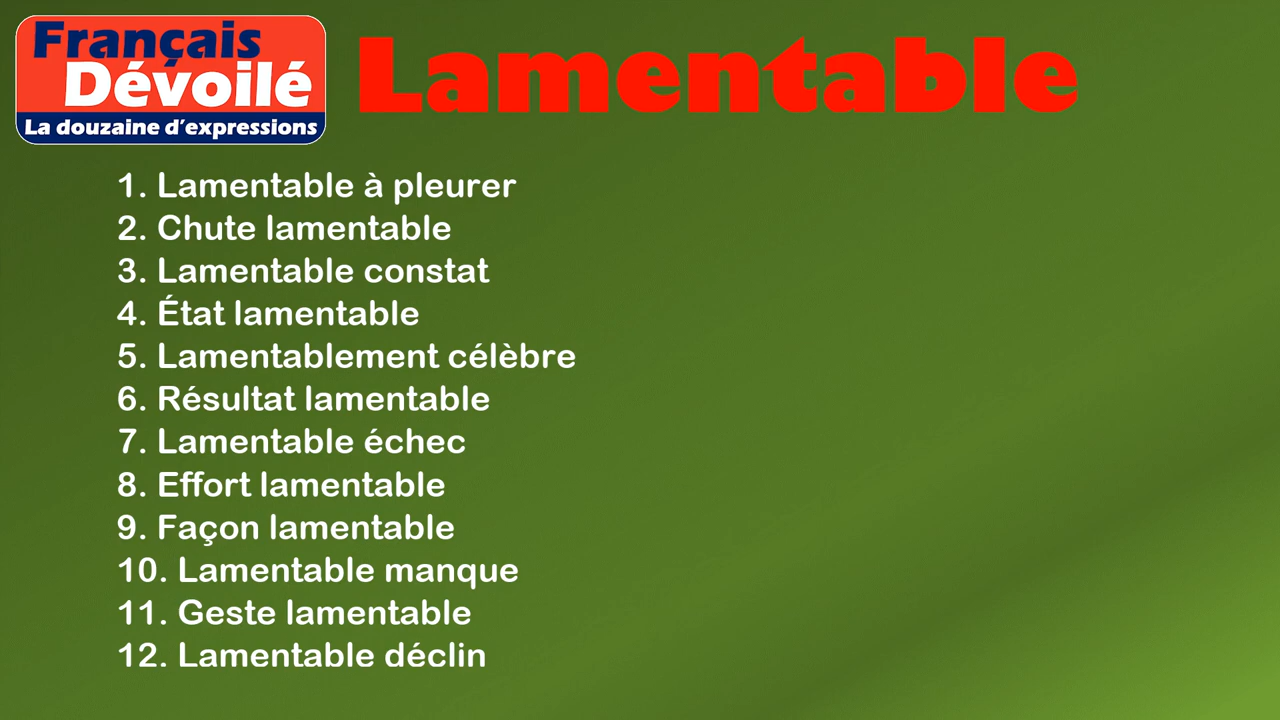 Français
Dévoilé
La douzaine d'expressions
Lamentable
1. Lamentable à pleurer
2. Chute lamentable
3. Lamentable constat
4. État lamentable
5. Lamentablement célèbre
6. Résultat lamentable
7. Lamentable échec
8. Effort lamentable
9. Façon lamentable
10. Lamentable manque
11. Geste lamentable
12. Lamentable déclin